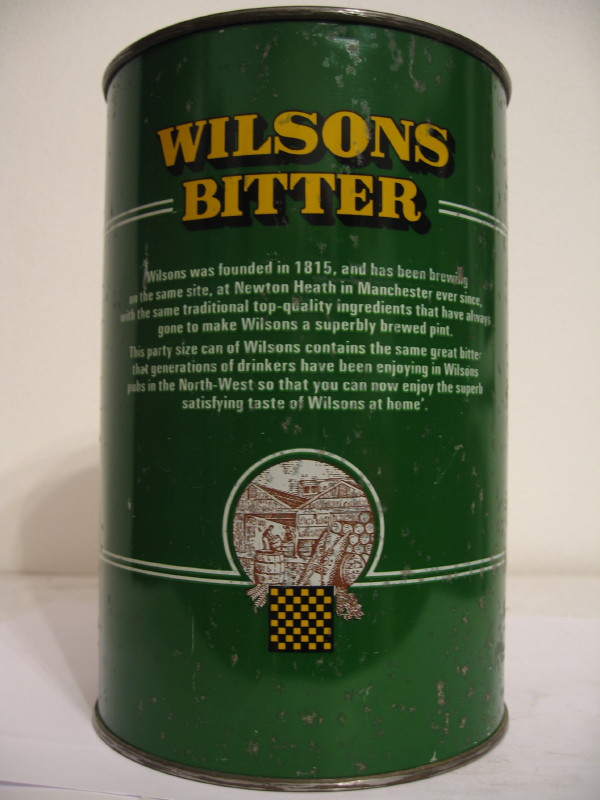 WILSONS
BITTER
Wilsons was founded in 1815, and has been brewing
on the same site, at Newton Heath in Manchester ever since,
with the same traditional top-quality ingredients that have always
gone to make Wilsons a superbly brewed pint.
This party size can of Wilsons contains the same great bitter
that generations of drinkers have been enjoying in Wilsons
pubs in the North-West so that you can now enjoy the superb
satisfying taste of Wilsons at home'.